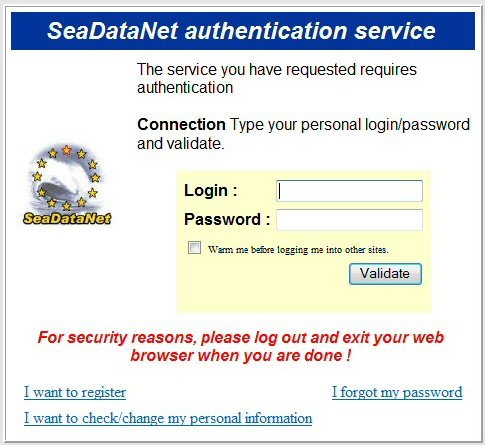 SeaDataNet authentication service
The service you have requested requires
authentication
Connection Type your personal login/password
and validate.
SeaDataNet
Login :
Password :
Warm me before logging me into other sites.
Validate
For security reasons, please log out and exit your web
browser when you are done !
I want to register
I forgot my password
I want to check/change my personal information